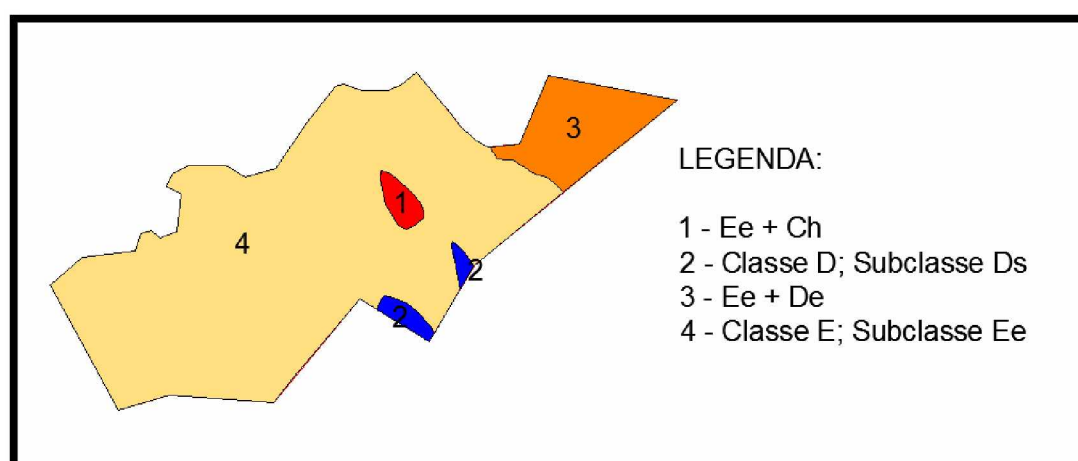 3
1
4
2
2
LEGENDA:
1 - Ee + Ch
2 - Classe D; Subclasse Ds
3 - Ee + De
4 - Classe E; Subclasse Ee